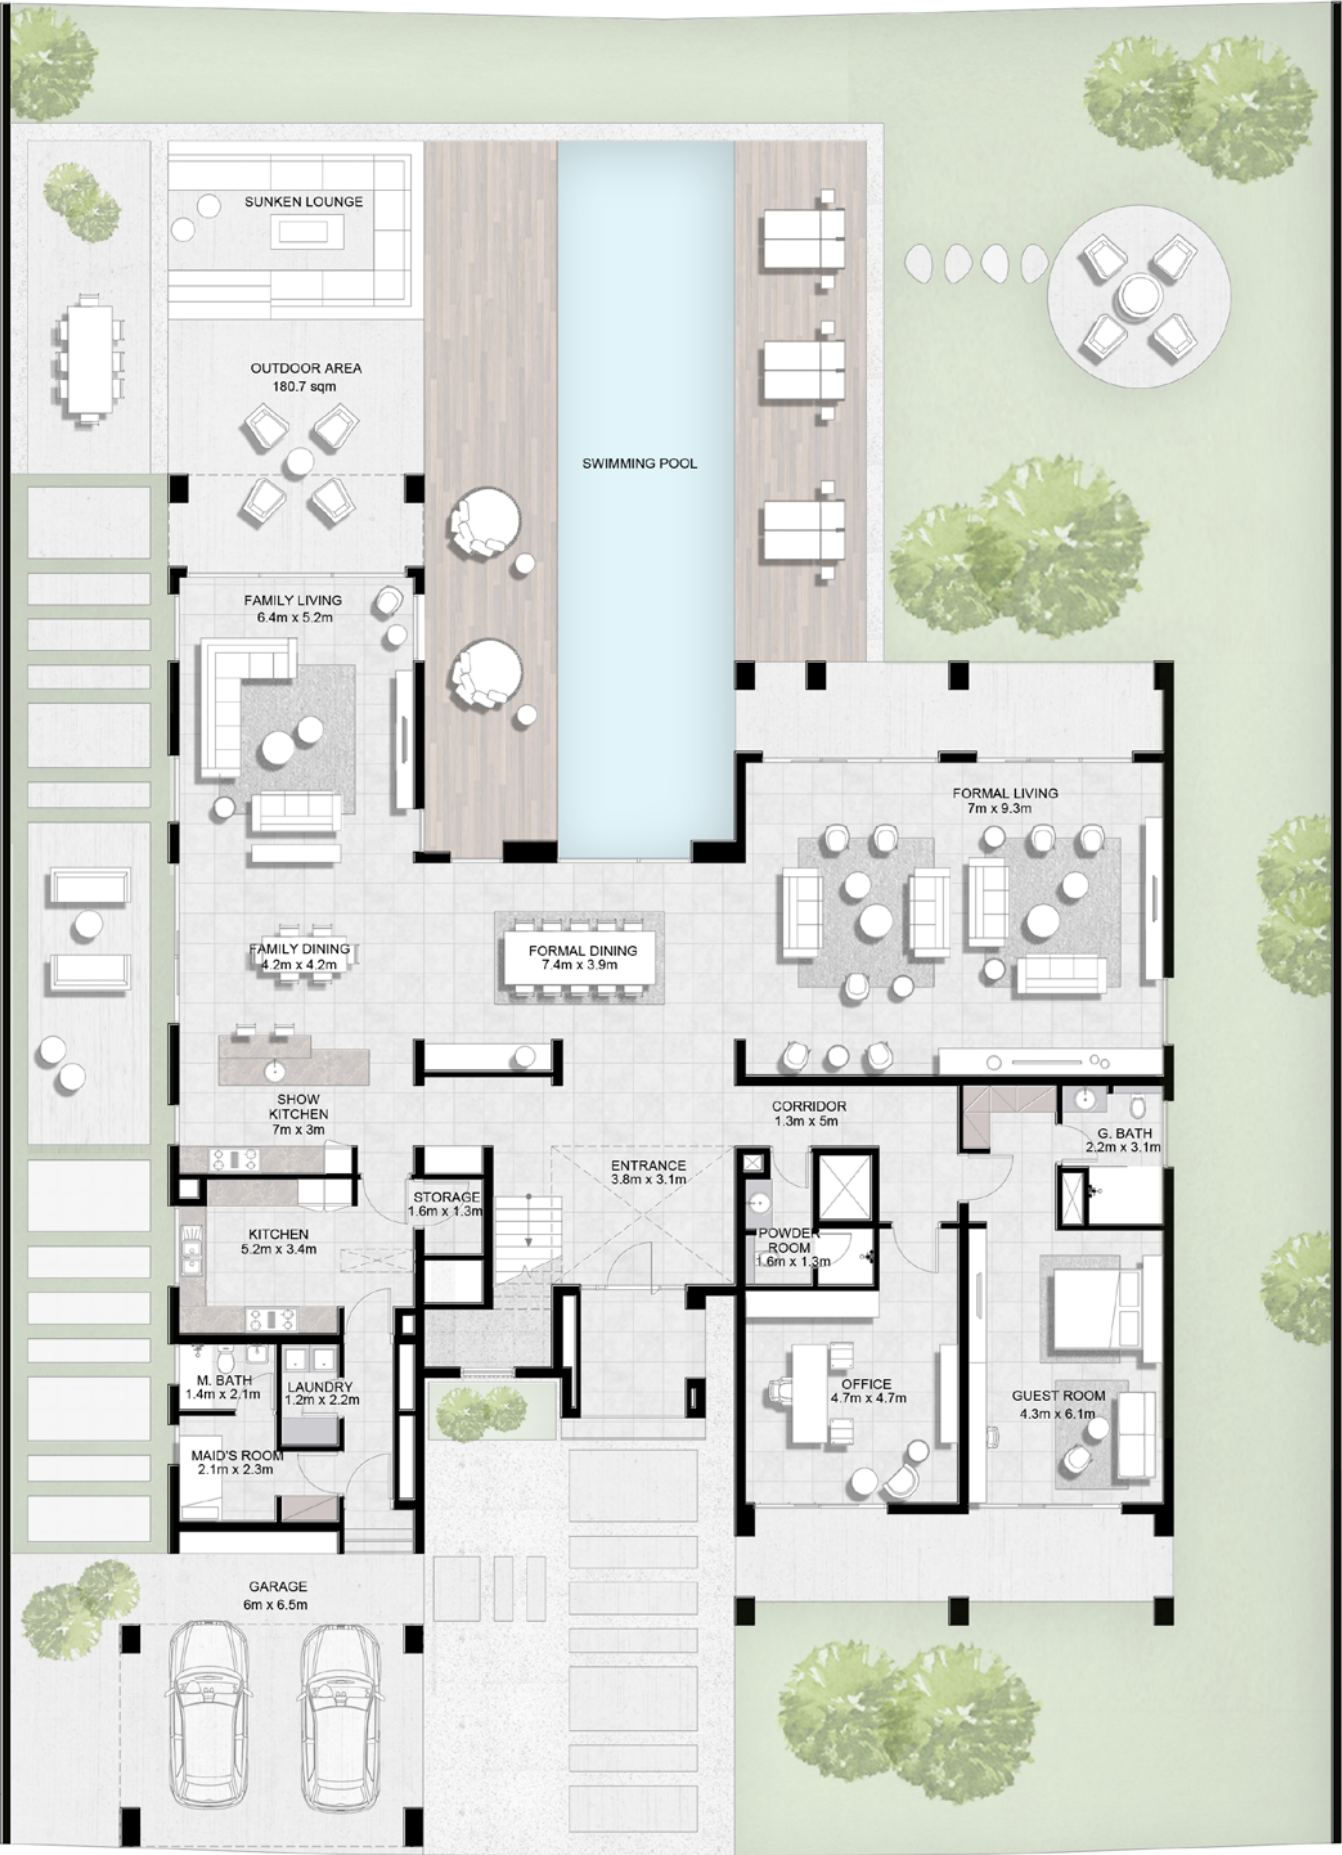 SUNKEN LOUNGE
OUTDOOR AREA
180.7 sqm
SWIMMING POOL
FAMILY LIVING
6.4m x 5.2m
FORMAL LIVING
7m x 9.3m
FAMILY DINING
4.2m x 4.2m
FORMAL DINING
7.4m x 3.9m
SHOW
KITCHEN
7m x 3m
CORRIDOR
1.3m x 5m
G. BATH
2.2m x 3.1m
ENTRANCE
3.8m x 3.1m
STORAGE
1.6m x 1.3m
KITCHEN
5.2m x 3.4m
POWDER
ROOM
1.6m x 1.3m
M. BATH
1.4m x 2.1m
LAUNDRY
1.2m x 2.2m
OFFICE
4.7m x 4.7m
GUEST ROOM
4.3m x 6.1m
MAID'S ROOM
2.1m x 2.3m
GARAGE
6m x 6.5m